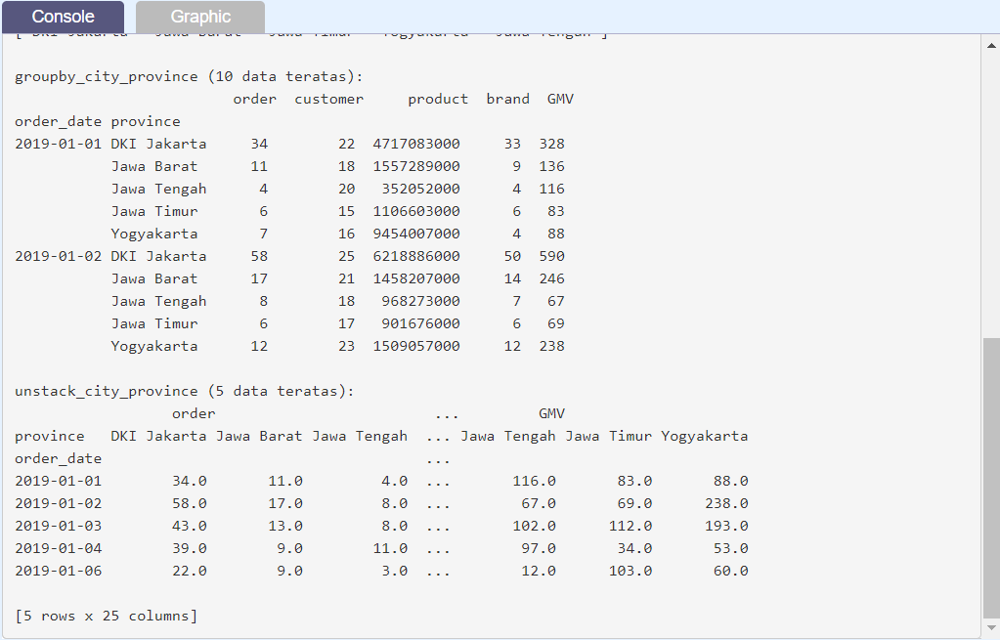 Console Graphic
['DKI Jakarta' 'Jawa Barat' 'Jawa Timur' 'Yogyakarta' 'Jawa Tengah']
groupby_city_province (10 data teratas):
order customer product brand GMV
order_date province
2019-01-01 DKI Jakarta 34 22 4717083000 33 328
Jawa Barat 11 18 1557289000 9 136
Jawa Tengah 4 20 352052000 4 116
Jawa Timur 6 15 1106603000 6 83
Yogyakarta 7 16 9454007000 4 88
2019-01-02 DKI Jakarta 58 25 6218886000 50 590
Jawa Barat 17 21 1458207000 14 246
Jawa Tengah 8 18 968273000 7 67
Jawa Timur 6 17 901676000 6 69
Yogyakarta 12 23 1509057000 12 238
unstack_city_province (5 data teratas):
order ... GMV
province DKI Jakarta Jawa Barat Jawa Tengah ... Jawa Tengah Jawa Timur Yogyakarta
order_date ...
2019-01-01 34.0 11.0 4.0 ... 116.0 83.0 88.0
2019-01-02 58.0 17.0 8.0 ... 67.0 69.0 238.0
2019-01-03 43.0 13.0 8.0 ... 102.0 112.0 193.0
2019-01-04 39.0 9.0 11.0 ... 97.0 34.0 53.0
2019-01-06 22.0 9.0 3.0 ... 12.0 103.0 60.0
[5 rows x 25 columns]